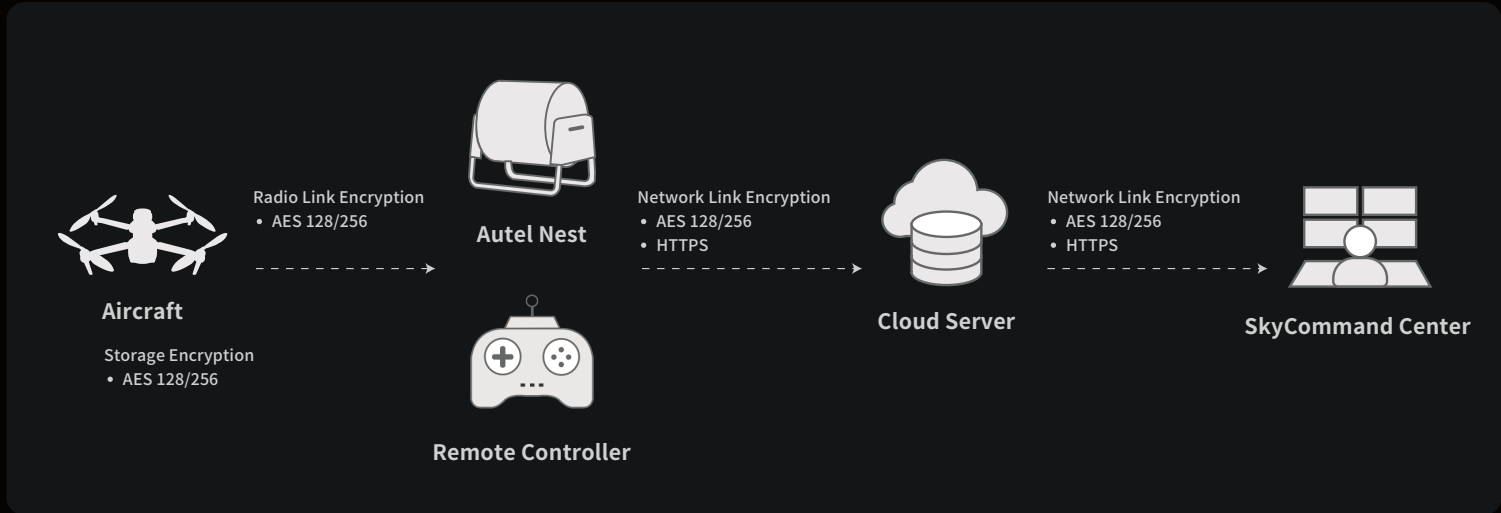 Radio Link Encryption
• AES 128/256
Autel Nest
Network Link Encryption
• AES 128/256
• HTTPS
Network Link Encryption
• AES 128/256
• HTTPS
Aircraft
Storage Encryption
• AES 128/256
Remote Controller
Cloud Server
SkyCommand Center